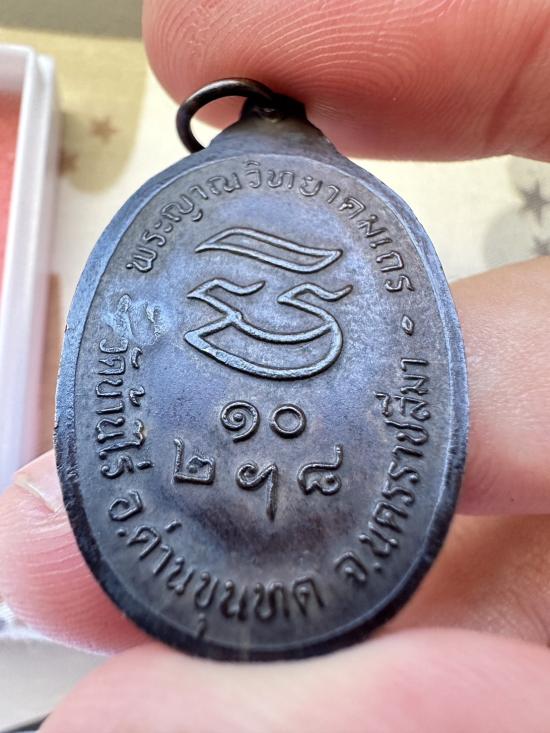 พระญาณวิทยาคมเถร
๑๐
๒ ฯ ๘
วัดบ้านไร่ อ.ด่านขุนทด จ.นครราชสีมา